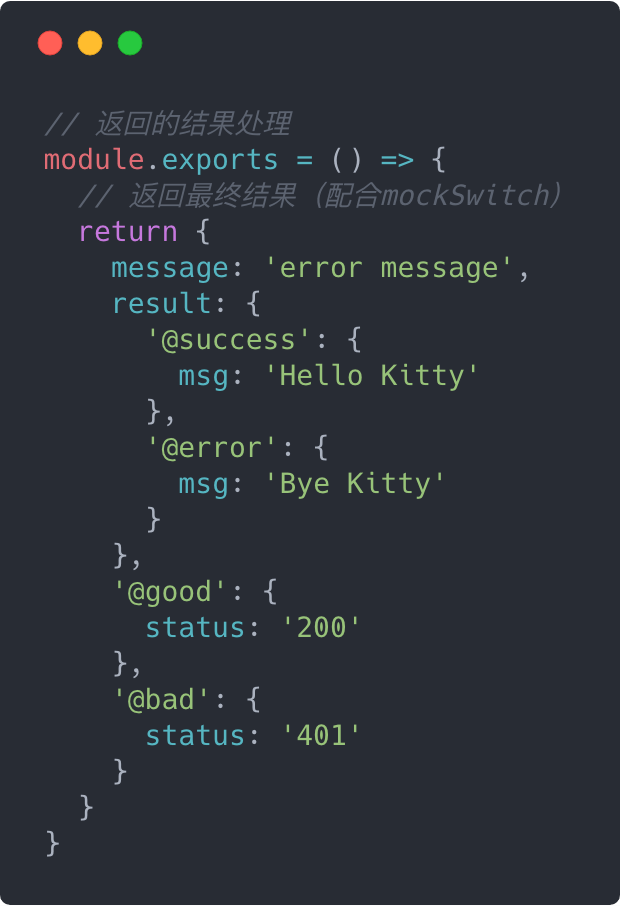 // 返回的结果处理
module.exports = () => {
  // 返回最终结果（配合mockSwitch）
  return {
    message: 'error message',
    result: {
      '@success': {
        msg: 'Hello Kitty'
      },
      '@error': {
        msg: 'Bye Kitty'
      }
    },
    '@good': {
      status: '200'
    },
    '@bad': {
      status: '401'
    }
  }
}